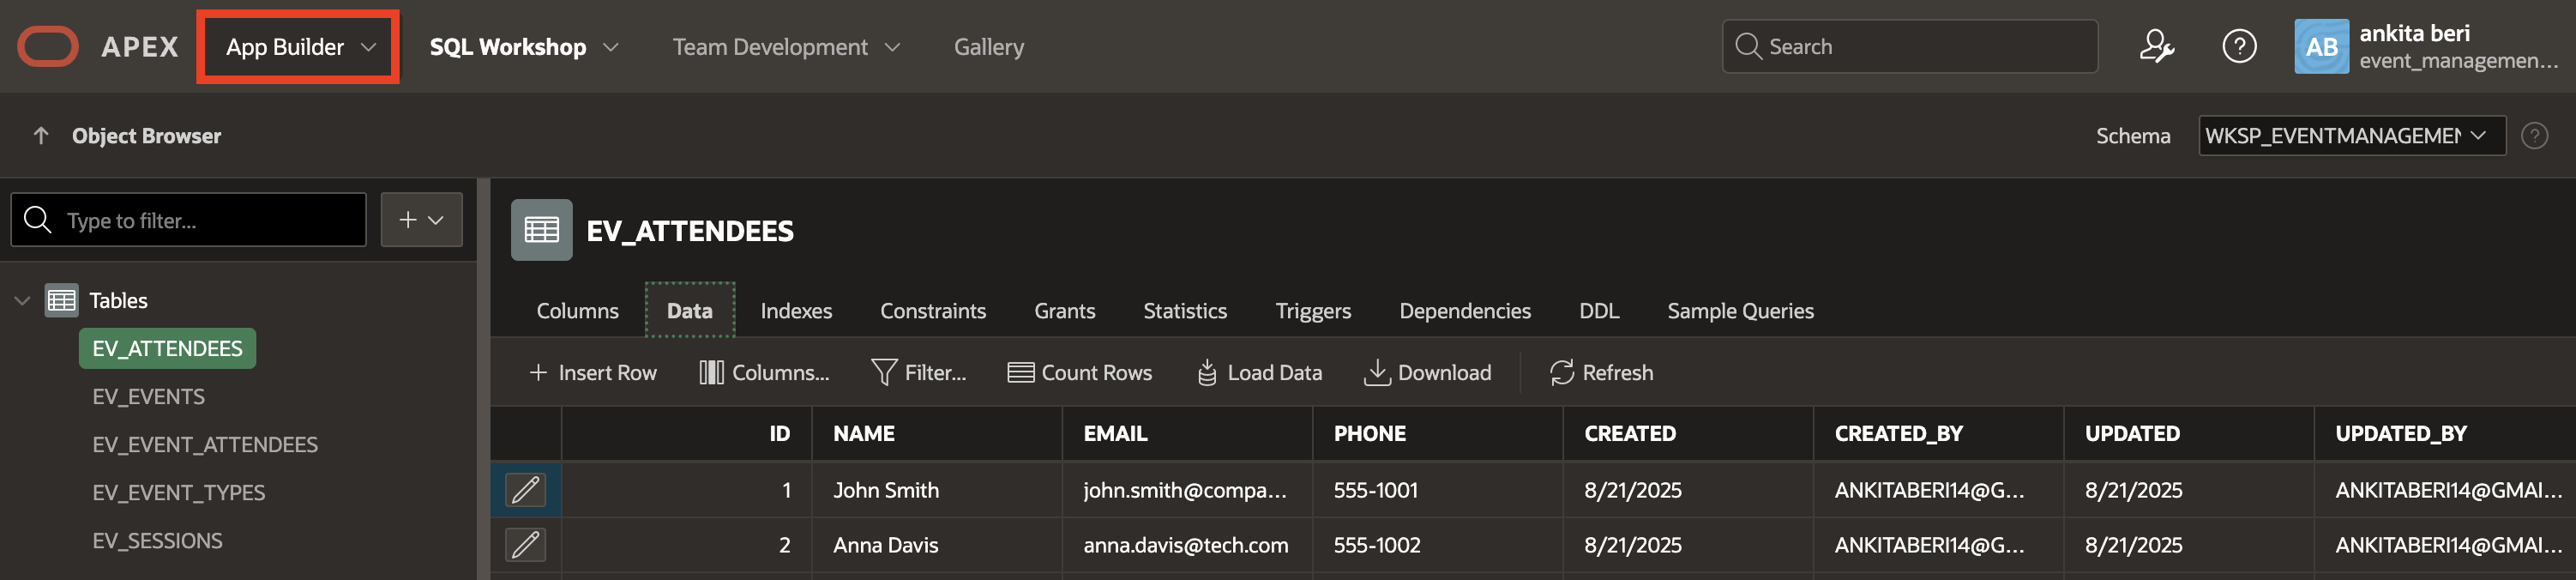 APEX App Builder SQL Workshop Team Development Gallery Search ? AB ankita beri
event_managemen...
Object Browser Schema WKSP_EVENTMANAGEMEN ?
Type to filter... +
EV_ATTENDEES
Tables
EV_ATTENDEES
EV_EVENTS
EV_EVENT_ATTENDEES
EV_EVENT_TYPES
EV_SESSIONS
Columns Data Indexes Constraints Grants Statistics Triggers Dependencies DDL Sample Queries
+ Insert Row Columns... Filter... Count Rows Load Data Download Refresh
ID NAME EMAIL PHONE CREATED CREATED_BY UPDATED UPDATED_BY
1 John Smith john.smith@compa... 555-1001 8/21/2025 ANKITABERI14@G... 8/21/2025 ANKITABERI14@GMAI...
2 Anna Davis anna.davis@tech.com 555-1002 8/21/2025 ANKITABERI14@G... 8/21/2025 ANKITABERI14@GMAI...